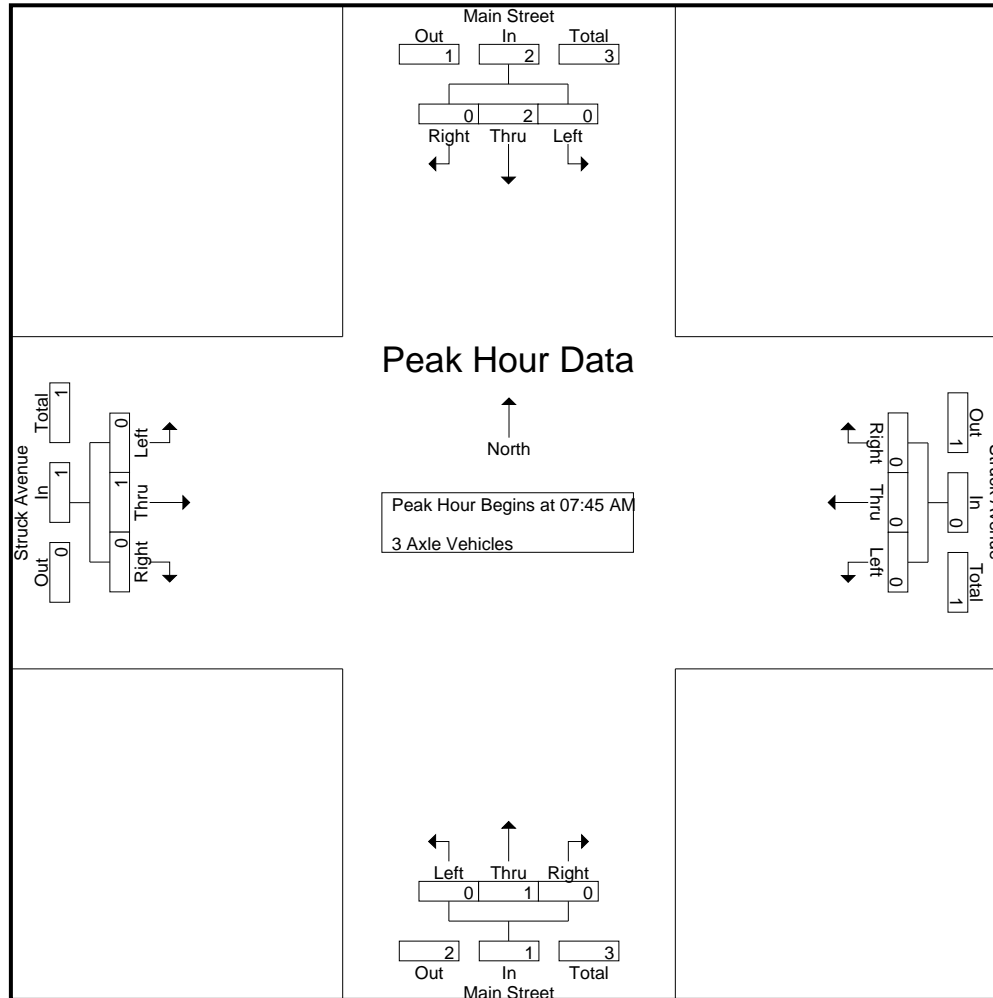 Main Street
Out In Total
1 2 3
0 2 0
Right Thru Left
Peak Hour Data
North
Peak Hour Begins at 07:45 AM
3 Axle Vehicles
Struck Avenue
Total In Out
1 1 0
0 1 0
Left Thru Right
Right Thru Left
0 0 0
1 0 1
Out In Total
Left Thru Right
0 1 0
2 1 3
Out In Total
Main Street